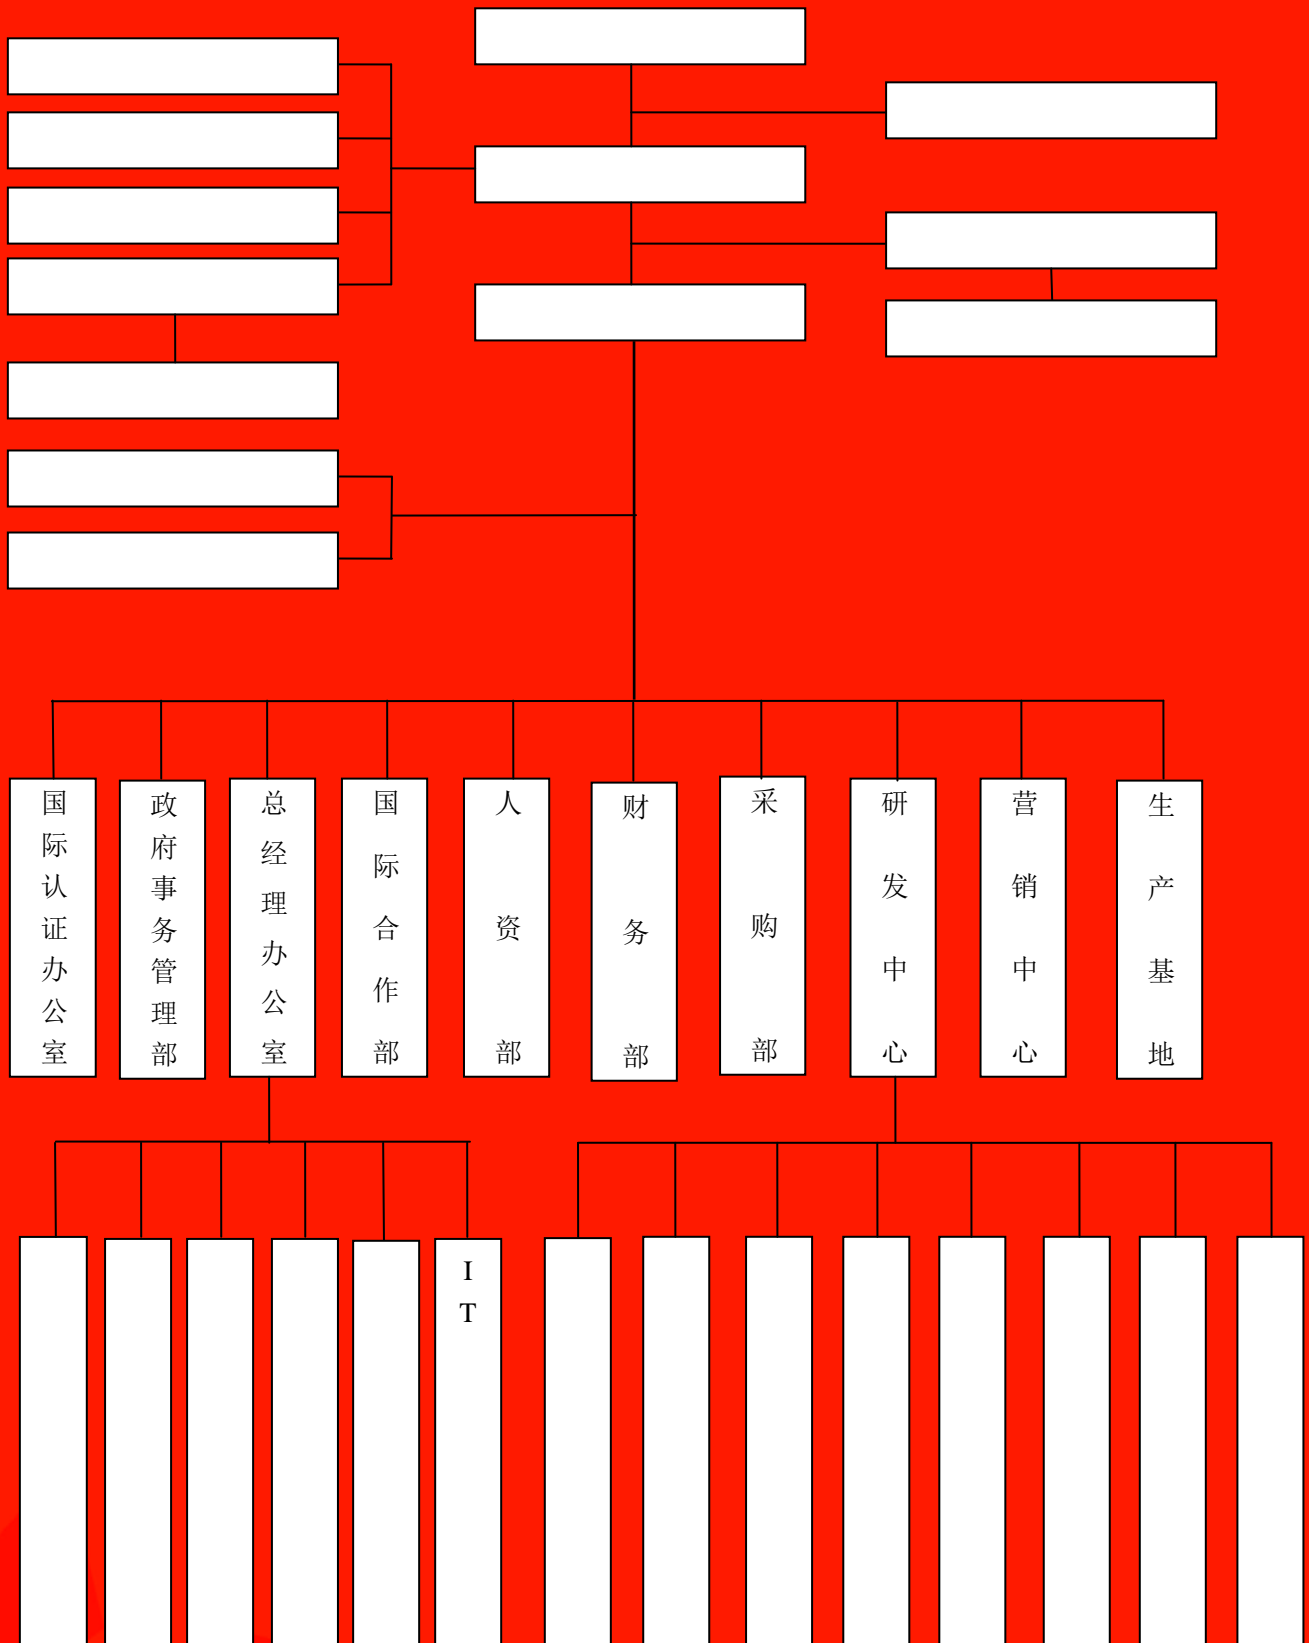 国际认证办公室
政府事务管理部
总经理办公室
国际合作部
人资部
财务部
采购部
研发中心
营销中心
生产基地
IT